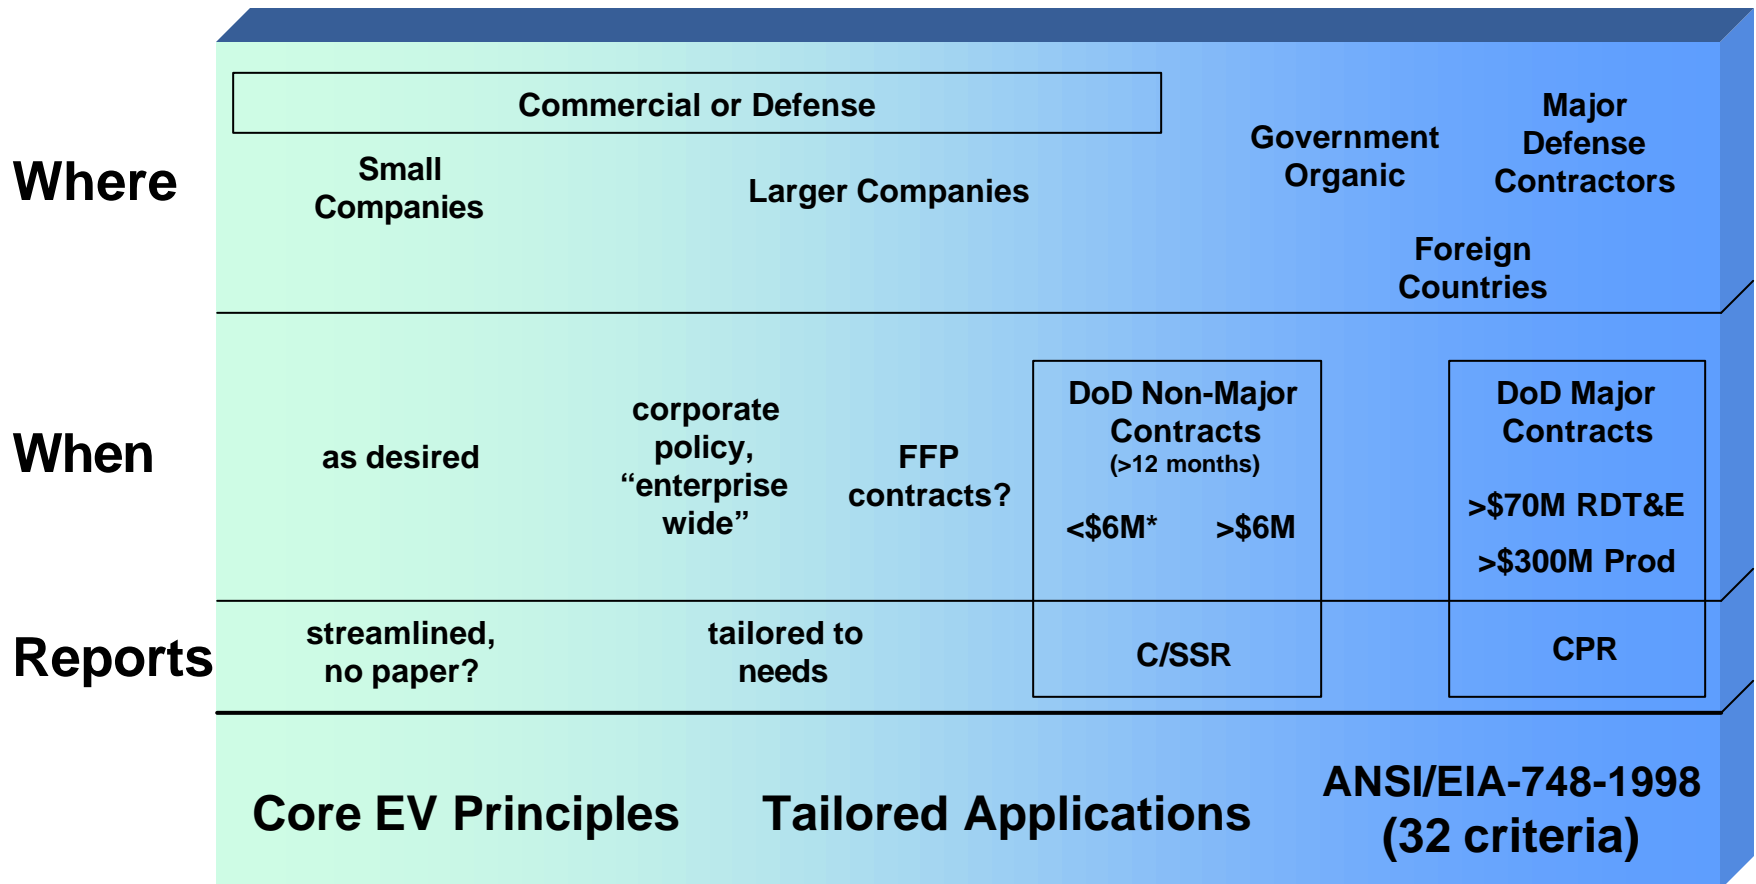 Where
Commercial or Defense
Small
Companies
Larger Companies
Government
Organic
Major
Defense
Contractors
Foreign
Countries
When
as desired
corporate
policy,
“enterprise
wide”
FFP
contracts?
DoD Non-Major
Contracts
(>12 months)
<$6M* >$6M
DoD Major
Contracts
>$70M RDT&E
>$300M Prod
Reports
streamlined,
no paper?
tailored to
needs
C/SSR
CPR
Core EV Principles
Tailored Applications
ANSI/EIA-748-1998
(32 criteria)